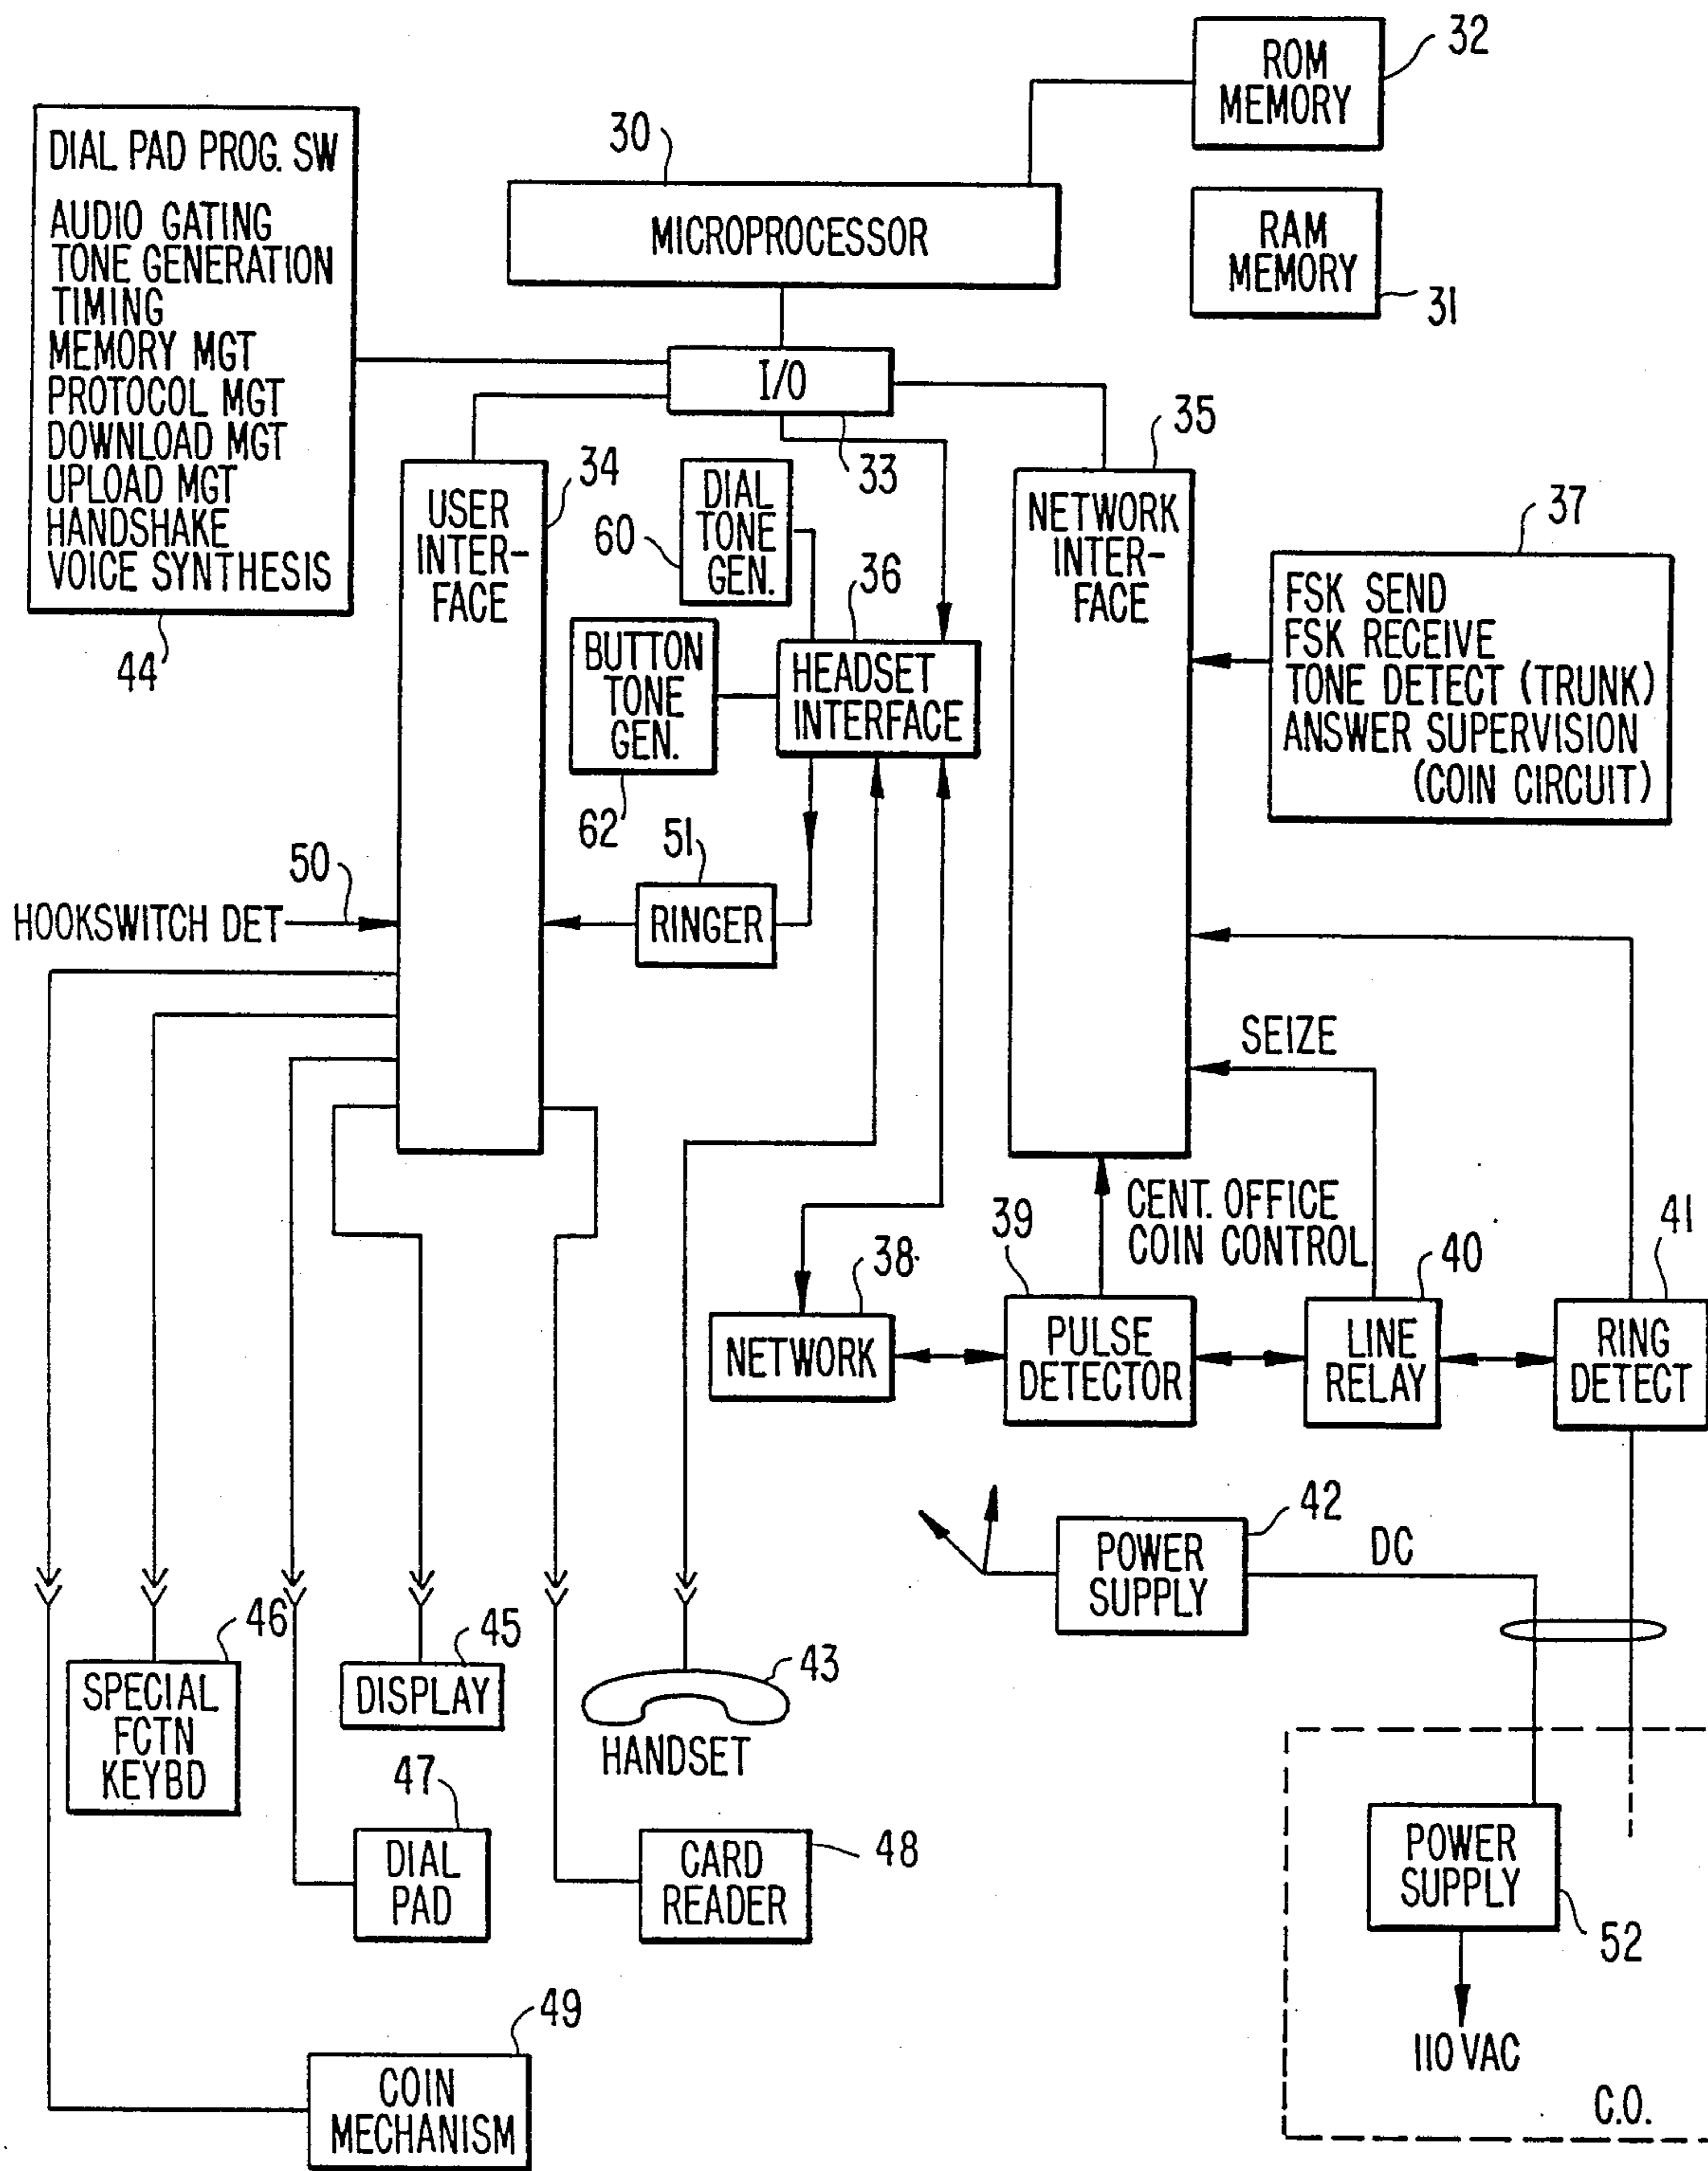 32
ROM
MEMORY
30
MICROPROCESSOR
RAM
MEMORY
31
DIAL PAD PROG. SW
AUDIO GATING
TONE GENERATION
TIMING
MEMORY MGT
PROTOCOL MGT
DOWNLOAD MGT
UPLOAD MGT
HANDSHAKE
VOICE SYNTHESIS
44
I/O
33
34
USER
INTER-
FACE
DIAL
TONE
GEN.
60
35
NETWORK
INTER-
FACE
37
FSK SEND
FSK RECEIVE
TONE DETECT (TRUNK)
ANSWER SUPERVISION
(COIN CIRCUIT)
36
HEADSET
INTERFACE
BUTTON
TONE
GEN.
62
51
RINGER
50
HOOKSWITCH DET
SEIZE
CENT. OFFICE
COIN CONTROL
38
NETWORK
39
PULSE
DETECTOR
40
LINE
RELAY
41
RING
DETECT
42
POWER
SUPPLY
DC
46
SPECIAL
FCTN
KEYBD
45
DISPLAY
43
HANDSET
47
DIAL
PAD
48
CARD
READER
49
COIN
MECHANISM
POWER
SUPPLY
52
110 VAC
C.O.